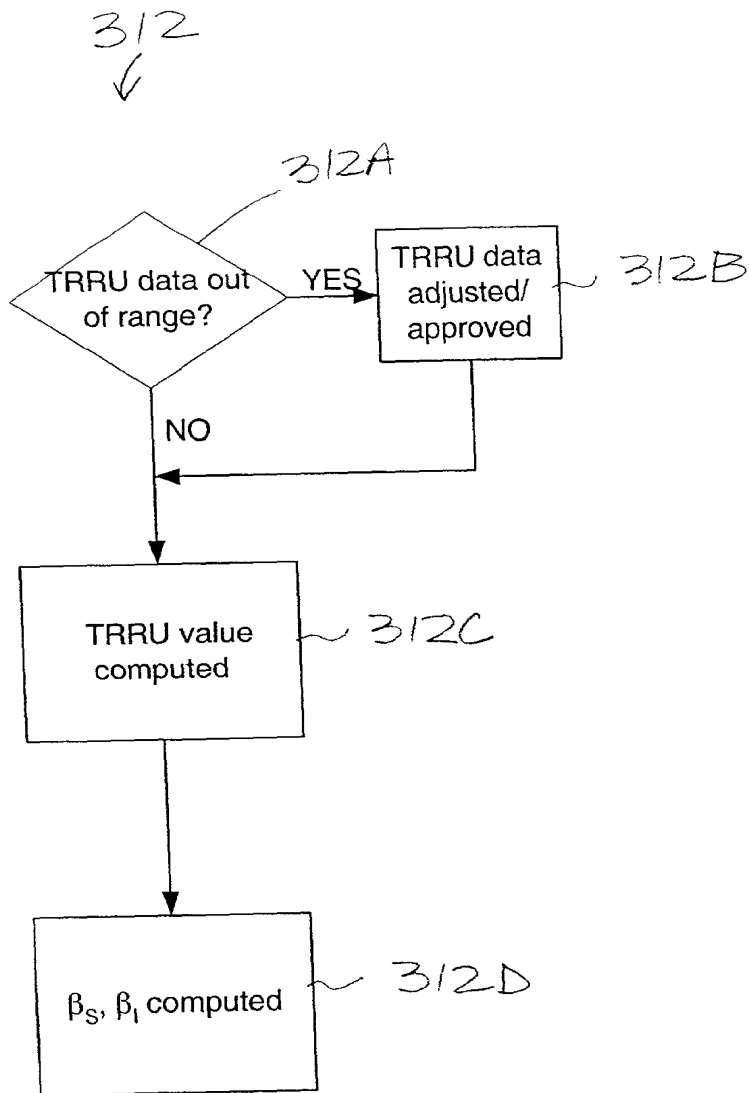 312
312A
TRRU data out
of range?
YES
TRRU data
adjusted/
approved
312B
NO
TRRU value
computed
312C
βS, βI computed
312D